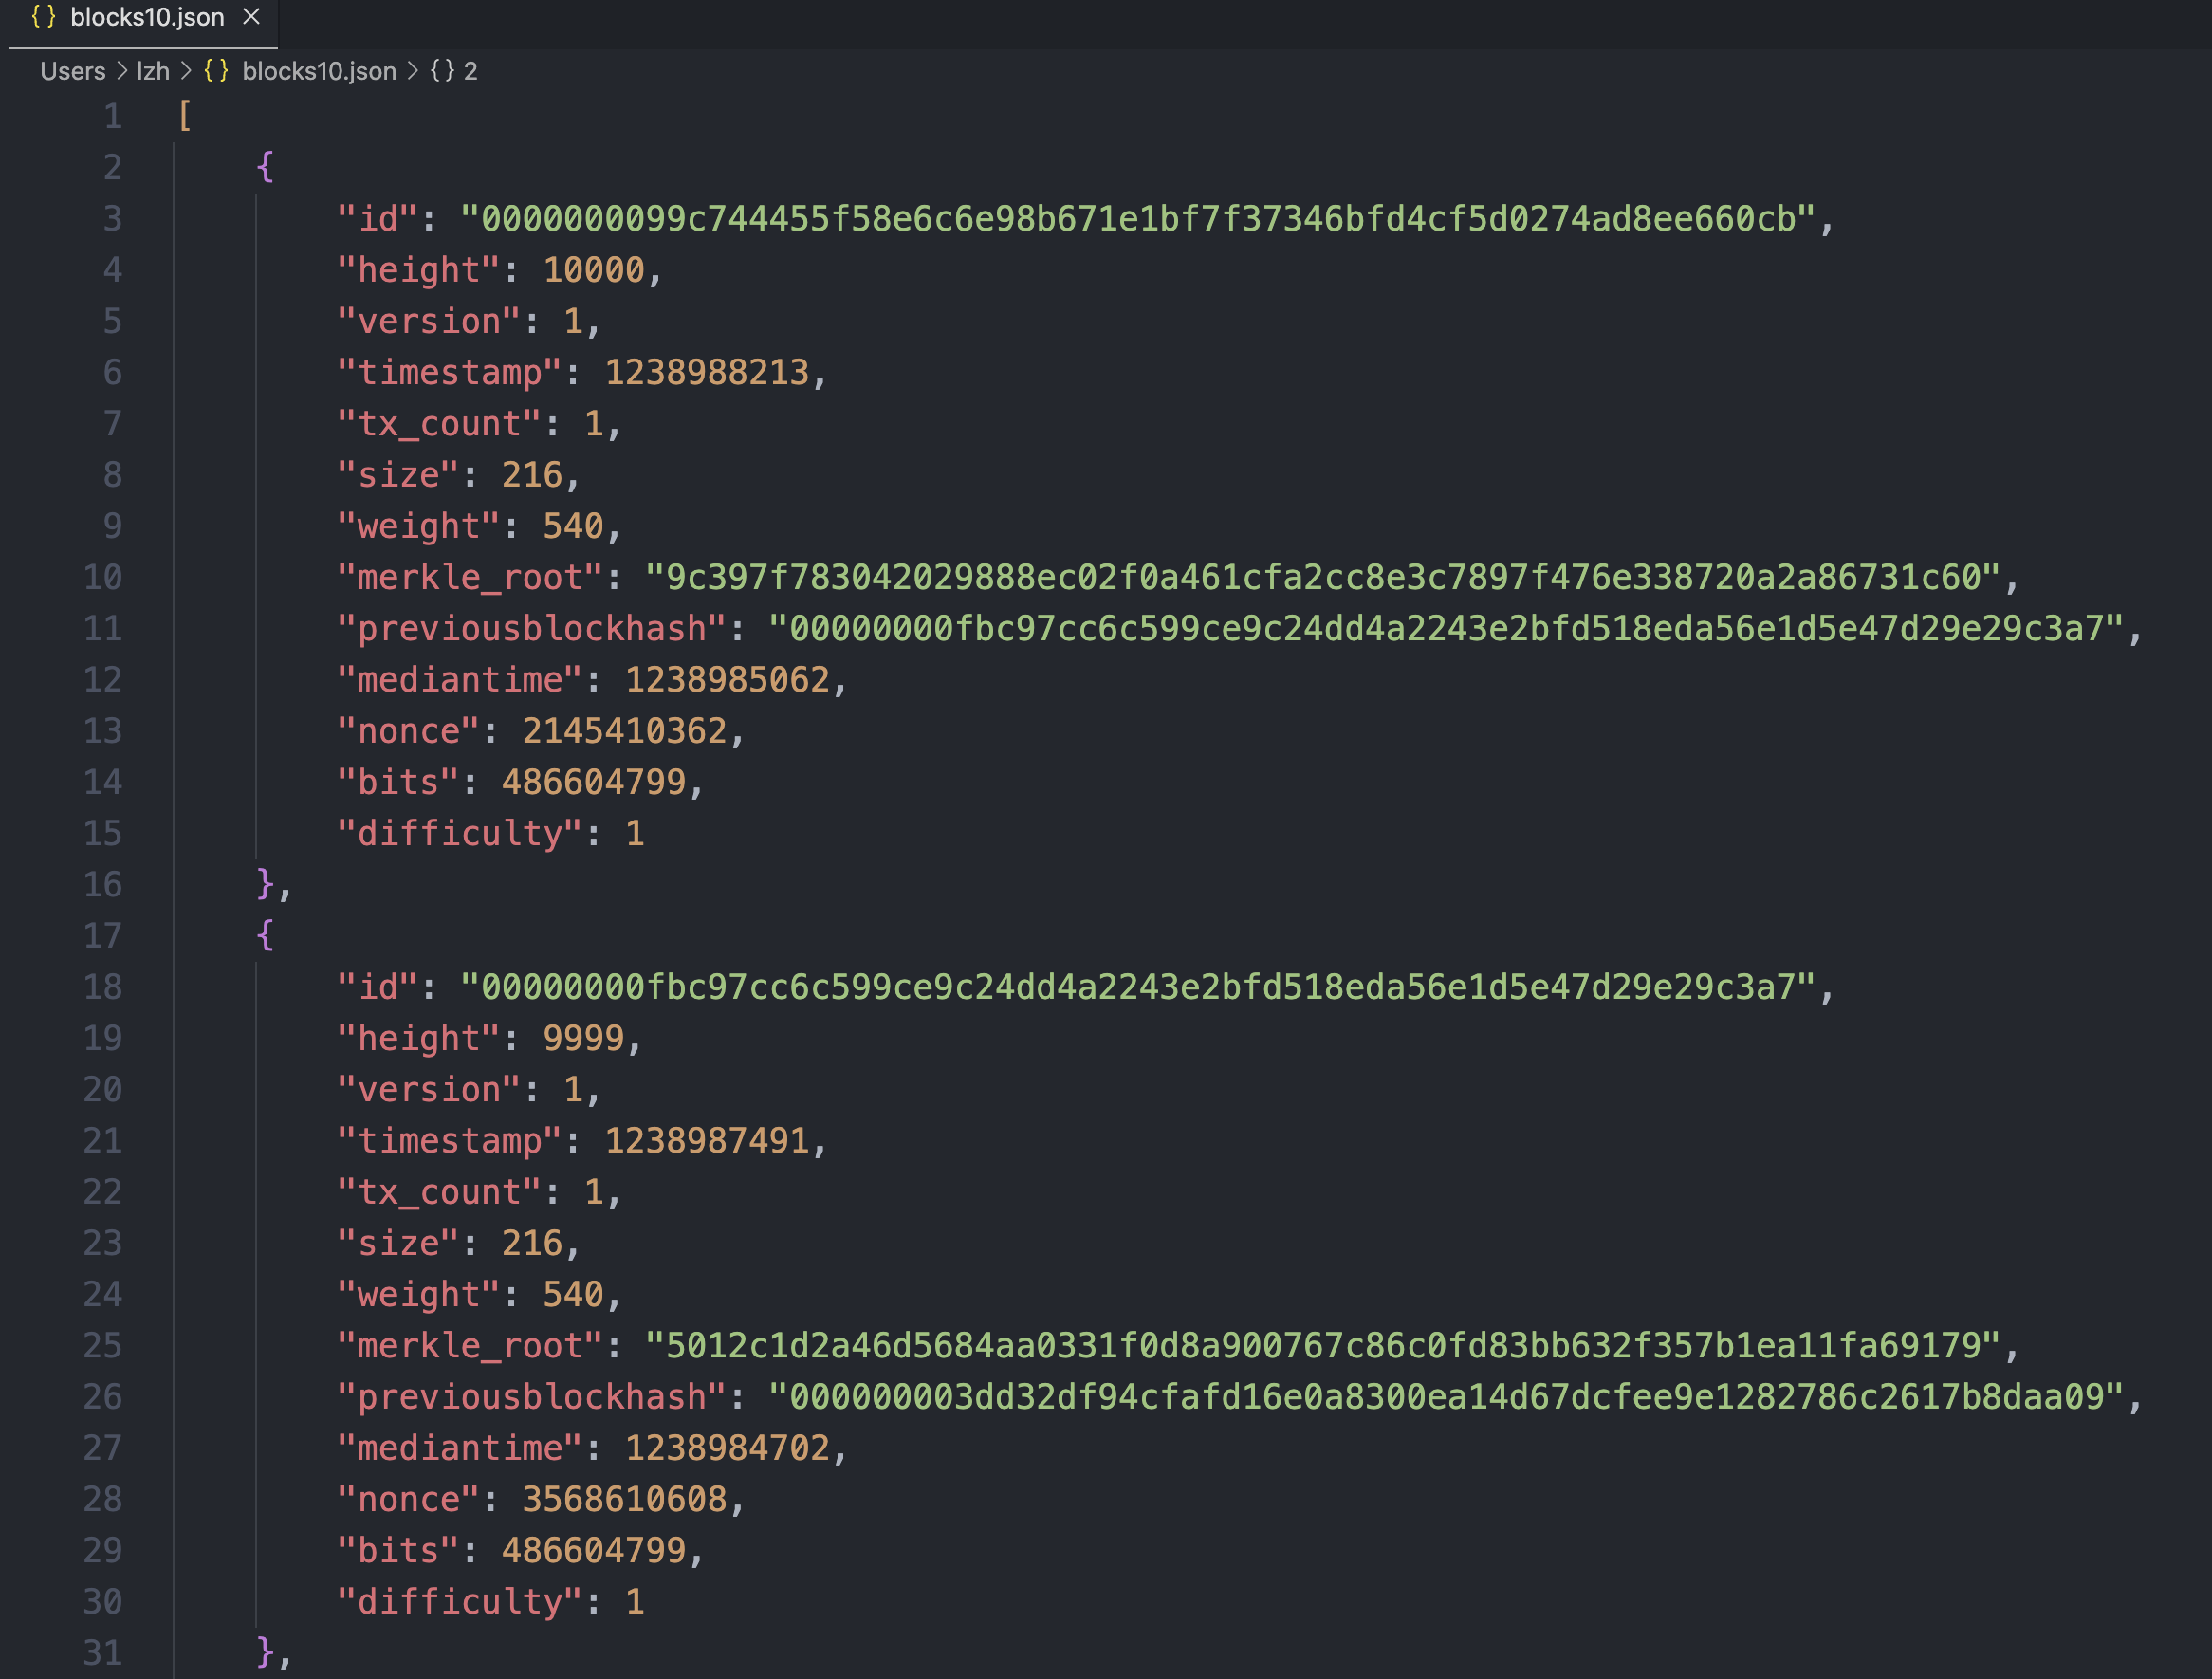 {} blocks10.json ×
Users > lzh > {} blocks10.json > {} 2
1 [
2 {
3 "id": "0000000099c744455f58e6c6e98b671e1bf7f37346bfd4cf5d0274ad8ee660cb",
4 "height": 10000,
5 "version": 1,
6 "timestamp": 1238988213,
7 "tx_count": 1,
8 "size": 216,
9 "weight": 540,
10 "merkle_root": "9c397f783042029888ec02f0a461cfa2cc8e3c7897f476e338720a2a86731c60",
11 "previousblockhash": "00000000fbc97cc6c599ce9c24dd4a2243e2bfd518eda56e1d5e47d29e29c3a7",
12 "mediantime": 1238985062,
13 "nonce": 2145410362,
14 "bits": 486604799,
15 "difficulty": 1
16 },
17 {
18 "id": "00000000fbc97cc6c599ce9c24dd4a2243e2bfd518eda56e1d5e47d29e29c3a7",
19 "height": 9999,
20 "version": 1,
21 "timestamp": 1238987491,
22 "tx_count": 1,
23 "size": 216,
24 "weight": 540,
25 "merkle_root": "5012c1d2a46d5684aa0331f0d8a900767c86c0fd83bb632f357b1ea11fa69179",
26 "previousblockhash": "000000003dd32df94cfafd16e0a8300ea14d67dcfee9e1282786c2617b8daa09",
27 "mediantime": 1238984702,
28 "nonce": 3568610608,
29 "bits": 486604799,
30 "difficulty": 1
31 },